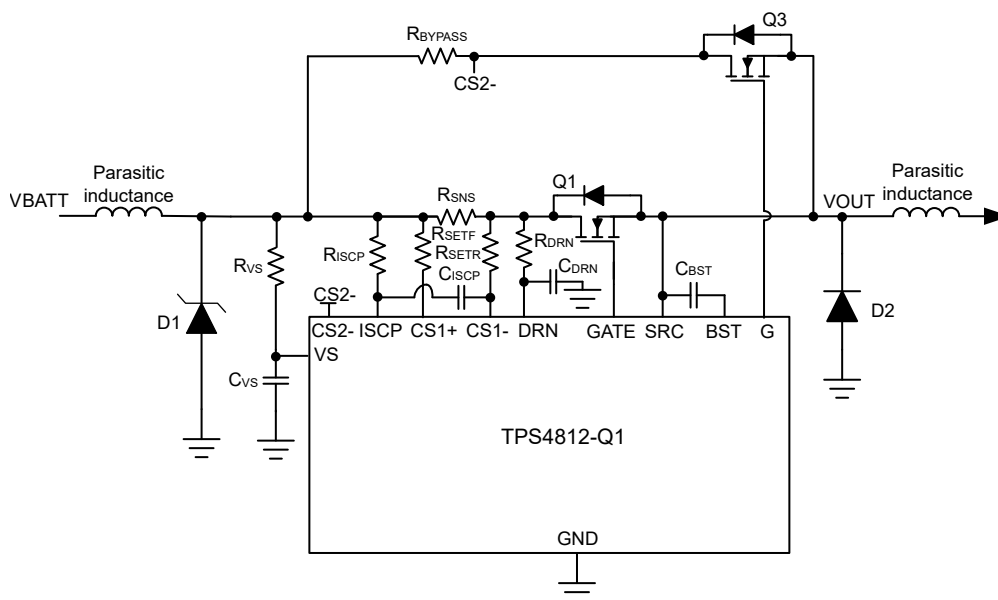 Q3
RBYPASS
CS2-
Parasitic
inductance
VBATT
Q1
RSNS
VOUT
Parasitic
inductance
RVS
RISCP
RSETF
RSETR
RDRN
CDRN
CISCP
CBST
D1
CS2-
D2
CS2- ISCP CS1+ CS1- DRN GATE SRC BST G
VS
CVS
TPS4812-Q1
GND